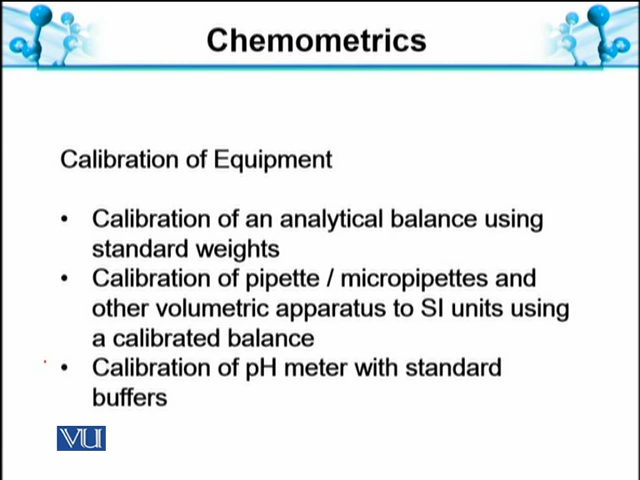 Chemometrics
Calibration of Equipment
• Calibration of an analytical balance using
standard weights
• Calibration of pipette / micropipettes and
other volumetric apparatus to SI units using
a calibrated balance
• Calibration of pH meter with standard
buffers
VU